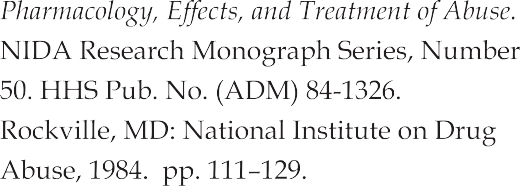 Pharmacology, Effects, and Treatment of Abuse.
NIDA Research Monograph Series, Number
50. HHS Pub. No. (ADM) 84-1326.
Rockville, MD: National Institute on Drug
Abuse, 1984.  pp. 111–129.